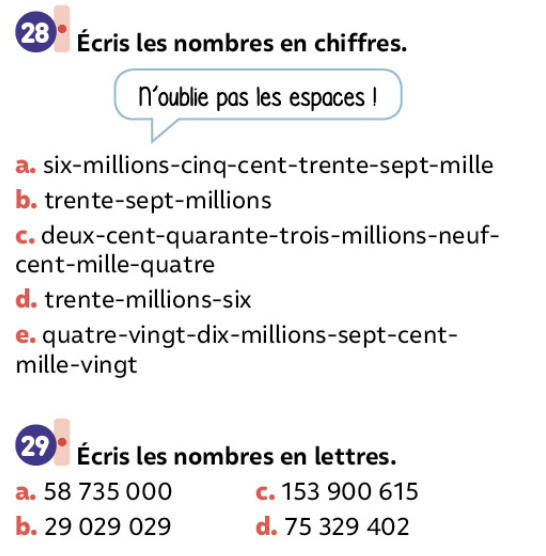 28 Écris les nombres en chiffres.
N'oublie pas les espaces !
a. six-millions-cinq-cent-trente-sept-mille
b. trente-sept-millions
c. deux-cent-quarante-trois-millions-neuf-
cent-mille-quatre
d. trente-millions-six
e. quatre-vingt-dix-millions-sept-cent-
mille-vingt
29 Écris les nombres en lettres.
a. 58 735 000 c. 153 900 615
b. 29 029 029 d. 75 329 402